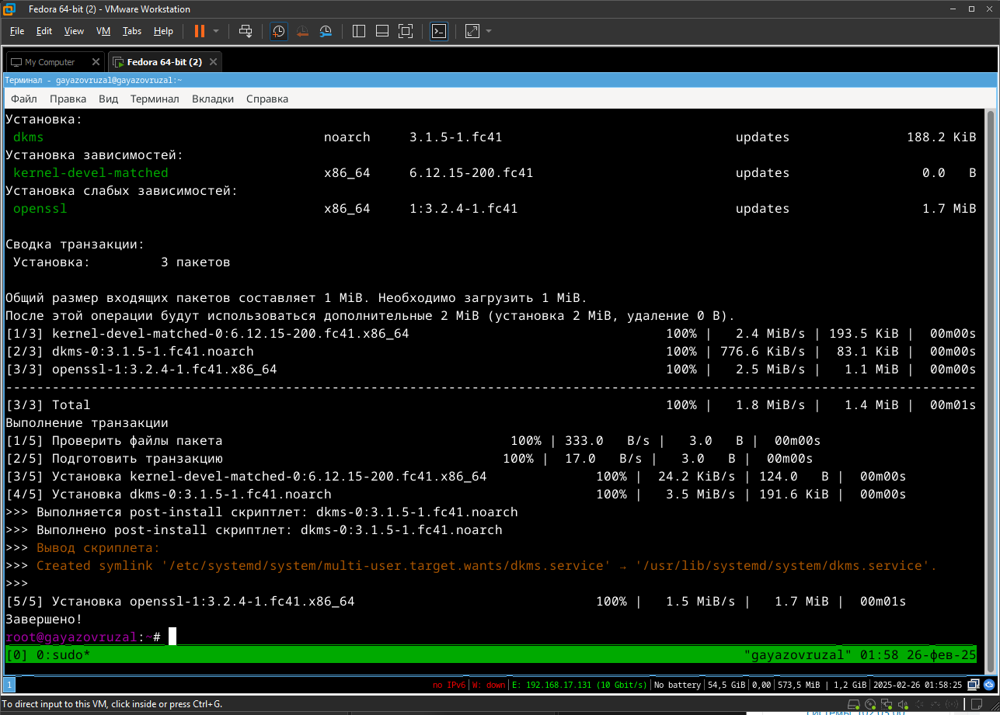 Fedora 64-bit (2) - VMware Workstation
File Edit View VM Tabs Help
My Computer Fedora 64-bit (2)
Терминал - gayazovruzal@gayazovruzal:~
Файл Правка Вид Терминал Вкладки Справка
Установка:
dkms noarch 3.1.5-1.fc41 updates 188.2 KiB
Установка зависимостей:
kernel-devel-matched x86_64 6.12.15-200.fc41 updates 0.0 B
Установка слабых зависимостей:
openssl x86_64 1:3.2.4-1.fc41 updates 1.7 MiB
Сводка транзакции:
Установка: 3 пакетов
Общий размер входящих пакетов составляет 1 MiB. Необходимо загрузить 1 MiB.
После этой операции будут использоваться дополнительные 2 MiB (установка 2 MiB, удаление 0 B).
[1/3] kernel-devel-matched-0:6.12.15-200.fc41.x86_64 100% | 2.4 MiB/s | 193.5 KiB | 00m00s
[2/3] dkms-0:3.1.5-1.fc41.noarch 100% | 776.6 KiB/s | 83.1 KiB | 00m00s
[3/3] openssl-1:3.2.4-1.fc41.x86_64 100% | 2.5 MiB/s | 1.1 MiB | 00m00s
--------------------------------------------------------------------------------
[3/3] Total 100% | 1.8 MiB/s | 1.4 MiB | 00m01s
Выполнение транзакции
[1/5] Проверить файлы пакета 100% | 333.0 B/s | 3.0 B | 00m00s
[2/5] Подготовить транзакцию 100% | 17.0 B/s | 3.0 B | 00m00s
[3/5] Установка kernel-devel-matched-0:6.12.15-200.fc41.x86_64 100% | 24.2 KiB/s | 124.0 B | 00m00s
[4/5] Установка dkms-0:3.1.5-1.fc41.noarch 100% | 3.5 MiB/s | 191.6 KiB | 00m00s
>>> Выполняется post-install скриптлет: dkms-0:3.1.5-1.fc41.noarch
>>> Выполнено post-install скриптлет: dkms-0:3.1.5-1.fc41.noarch
>>> Вывод скриплета:
>>> Created symlink '/etc/systemd/system/multi-user.target.wants/dkms.service' → '/usr/lib/systemd/system/dkms.service'.
>>>
[5/5] Установка openssl-1:3.2.4-1.fc41.x86_64 100% | 1.5 MiB/s | 1.7 MiB | 00m01s
Завершено!
root@gayazovruzal:~#
[0] 0:sudo* "gayazovruzal" 01:58 26-фев-25
1 no IPv6 | W: down | E: 192.168.17.131 (10 Gbit/s) | No battery | 54,5 GiB | 0,00 | 573,5 MiB | 1,2 GiB | 2025-02-26 01:58:25
To direct input to this VM, click inside or press Ctrl+G.